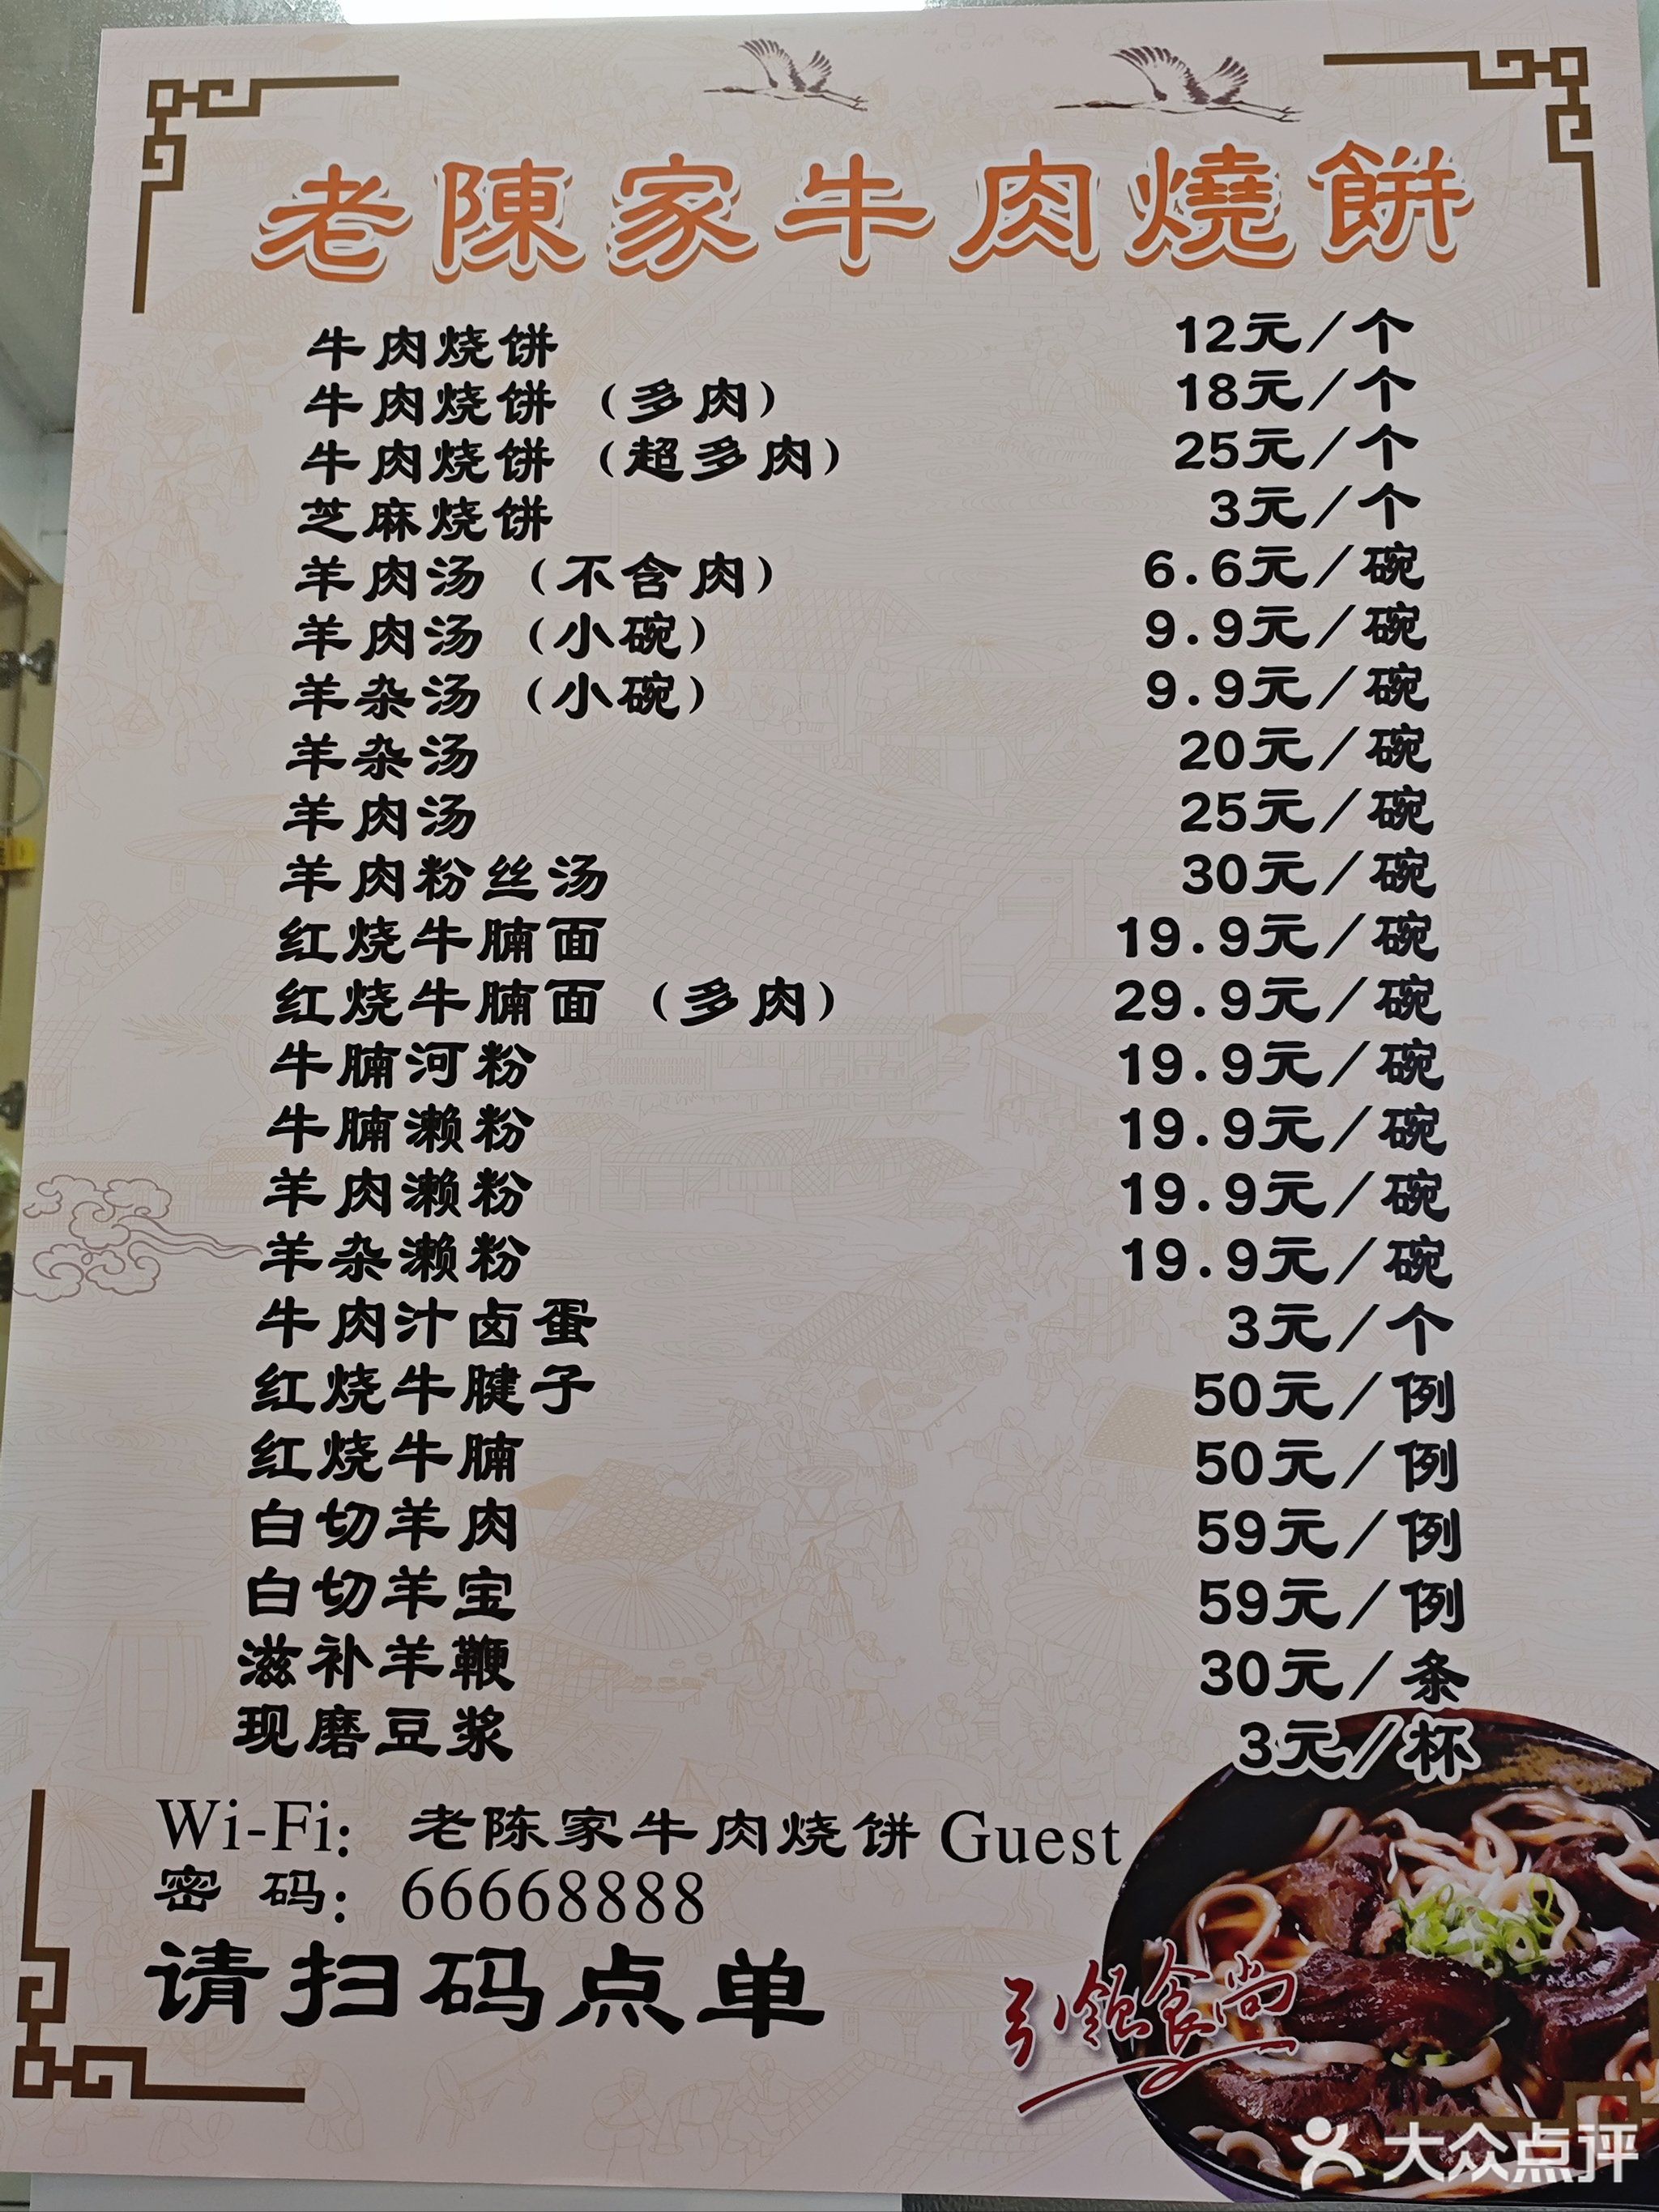 老陳家牛肉燒餅
牛肉烧饼 12元/个
牛肉烧饼（多肉） 18元/个
牛肉烧饼（超多肉） 25元/个
芝麻烧饼 3元/个
羊肉汤（不含肉） 6.6元/碗
羊肉汤（小碗） 9.9元/碗
羊杂汤（小碗） 9.9元/碗
羊杂汤 20元/碗
羊肉汤 25元/碗
羊肉粉丝汤 30元/碗
红烧牛腩面 19.9元/碗
红烧牛腩面（多肉） 29.9元/碗
牛腩河粉 19.9元/碗
牛腩濑粉 19.9元/碗
羊肉濑粉 19.9元/碗
羊杂濑粉 19.9元/碗
牛肉汁卤蛋 3元/个
红烧牛腱子 50元/例
红烧牛腩 50元/例
白切羊肉 59元/例
白切羊宝 59元/例
滋补羊鞭 30元/条
现磨豆浆 3元/杯
Wi-Fi: 老陈家牛肉烧饼Guest
密 码: 66668888
请扫码点单
引领食尚
大众点评